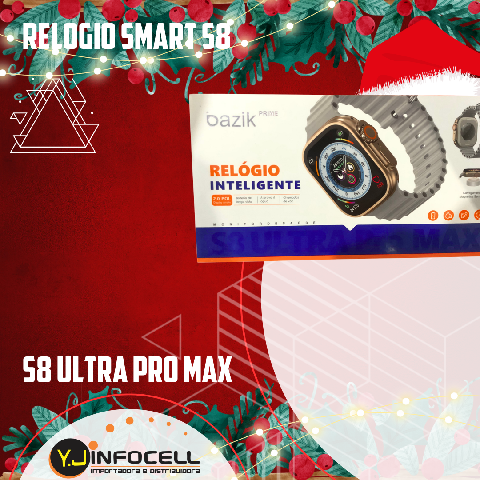 RELOGIO SMART S8
bazik PRIME
RELÓGIO
INTELIGENTE
S8 ULTRA PRO MAX
S8 ULTRA PRO MAX
Y.J INFOCELL
importadora e distribuidora